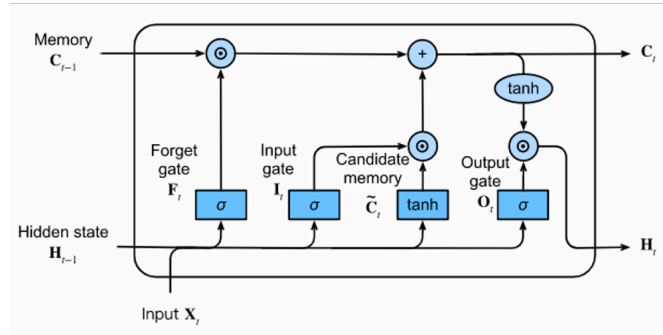 Memory
C_{t-1}
C_t
tanh
Forget
gate
F_t
Input
gate
I_t
Candidate
memory
C̃_t
Output
gate
O_t
σ
σ
tanh
σ
Hidden state
H_{t-1}
H_t
Input X_t